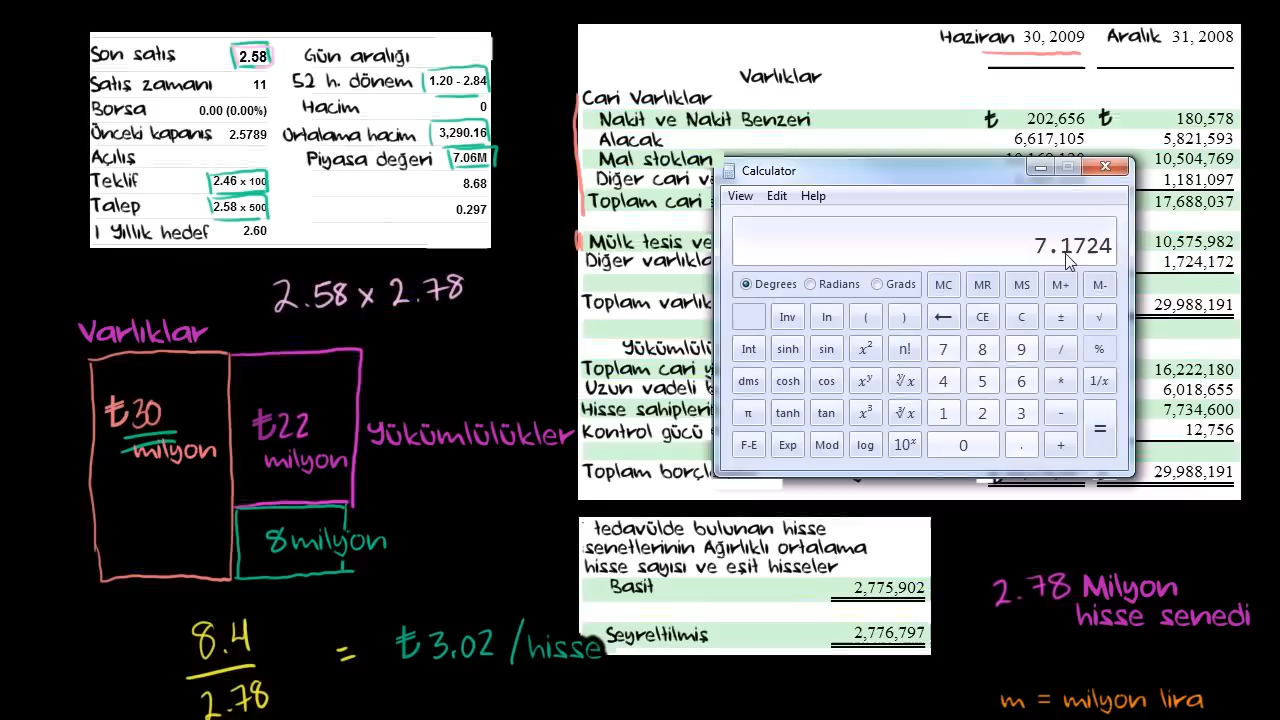 Son satış 2.58 Gün aralığı
Satış zamanı 11 52 h. dönem 1.20 - 2.84
Borsa 0.00 (0.00%) Hacim 0
Önceki kapanış 2.5789 Ortalama hacim 3,290.16
Açılış Piyasa değeri 7.06M
Teklif 2.46 x 100 8.68
Talep 2.58 x 500 0.297
1 yıllık hedef 2.60
Haziran 30, 2009 Aralık 31, 2008
Varlıklar
Cari Varlıklar
Nakit ve Nakit Benzeri ₺ 202,656 ₺ 180,578
Alacak 6,617,105 5,821,593
Mal stokları 10,504,769
Diğer cari 1,181,097
Toplam cari 17,688,037
Mülk tesis ve 10,575,982
Diğer varlıkla 1,724,172
Toplam varlık 29,988,191
Yükümlülü
Toplam cari y 16,222,180
Uzun vadeli 6,018,655
Hisse sahipleri 7,734,600
Kontrol gücü 12,756
Toplam borçl 29,988,191
Calculator
View Edit Help
7.1724
Degrees Radians Grads MC MR MS M+ M-
Inv ln ( ) ← CE C ± √
Int sinh sin x² n! 7 8 9 / %
dms cosh cos xʸ ʸ√x 4 5 6 * 1/x
π tanh tan x³ ³√x 1 2 3 - =
F-E Exp Mod log 10ˣ 0 . +
2.58 x 2.78
Varlıklar
₺30
milyon
₺22
milyon
Yükümlülükler
8milyon
8.4
2.78
= ₺3.02 /hisse
tedavülde bulunan hisse
senetlerinin Ağırlıklı ortalama
hisse sayısı ve eşit hisseler
Basit 2,775,902
Seyreltilmiş 2,776,797
2.78 Milyon
hisse senedi
m = milyon lira